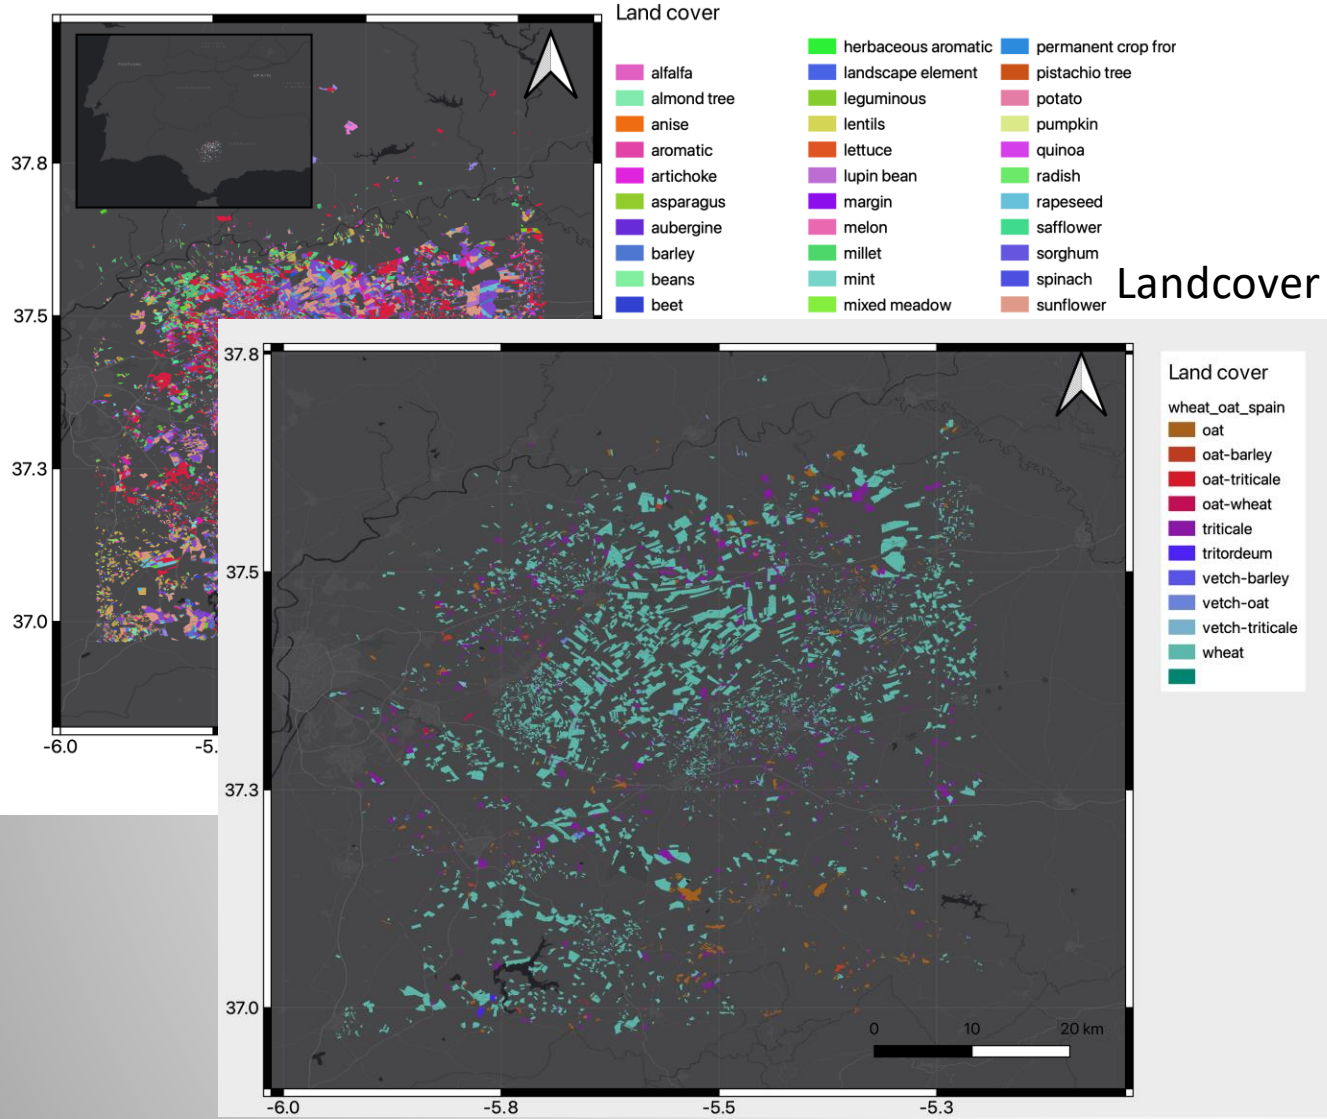 Land cover
alfalfa
almond tree
anise
aromatic
artichoke
asparagus
aubergine
barley
beans
beet
herbaceous aromatic
landscape element
leguminous
lentils
lettuce
lupin bean
margin
melon
millet
mint
mixed meadow
permanent crop fror
pistachio tree
potato
pumpkin
quinoa
radish
rapeseed
safflower
sorghum
spinach
sunflower
37.8
37.5
37.3
37.0
-6.0
-5.
Landcover
37.8
37.5
37.3
37.0
-6.0
-5.8
-5.5
-5.3
0 10 20 km
Land cover
wheat_oat_spain
oat
oat-barley
oat-triticale
oat-wheat
triticale
tritordeum
vetch-barley
vetch-oat
vetch-triticale
wheat